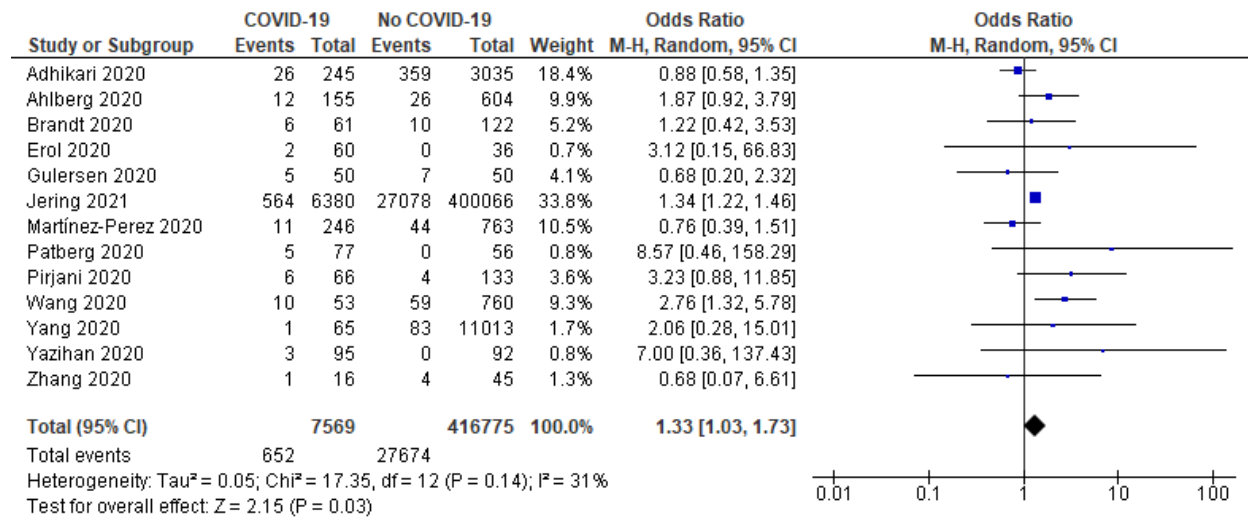 COVID-19 No COVID-19 Odds Ratio Odds Ratio
Study or Subgroup Events Total Events Total Weight M-H, Random, 95% CI M-H, Random, 95% CI
Adhikari 2020 26 245 359 3035 18.4% 0.88 [0.58, 1.35]
Ahlberg 2020 12 155 26 604 9.9% 1.87 [0.92, 3.79]
Brandt 2020 6 61 10 122 5.2% 1.22 [0.42, 3.53]
Erol 2020 2 60 0 36 0.7% 3.12 [0.15, 66.83]
Gulersen 2020 5 50 7 50 4.1% 0.68 [0.20, 2.32]
Jering 2021 564 6380 27078 400066 33.8% 1.34 [1.22, 1.46]
Martínez-Perez 2020 11 246 44 763 10.5% 0.76 [0.39, 1.51]
Patberg 2020 5 77 0 56 0.8% 8.57 [0.46, 158.29]
Pirjani 2020 6 66 4 133 3.6% 3.23 [0.88, 11.85]
Wang 2020 10 53 59 760 9.3% 2.76 [1.32, 5.78]
Yang 2020 1 65 83 11013 1.7% 2.06 [0.28, 15.01]
Yazihan 2020 3 95 0 92 0.8% 7.00 [0.36, 137.43]
Zhang 2020 1 16 4 45 1.3% 0.68 [0.07, 6.61]
Total (95% CI) 7569 416775 100.0% 1.33 [1.03, 1.73]
Total events 652 27674
Heterogeneity: Tau² = 0.05; Chi² = 17.35, df = 12 (P = 0.14); I² = 31%
Test for overall effect: Z = 2.15 (P = 0.03)
0.01 0.1 1 10 100